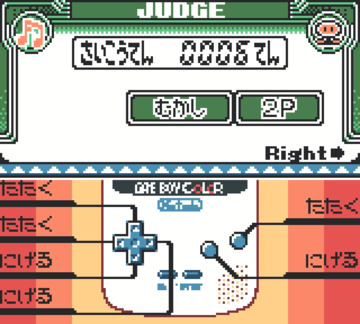 JUDGE
さいこうてん 0006てん
むかし 2P
Right
GAME BOY COLOR
たたく
たたく たたく
にげる にげる
にげる